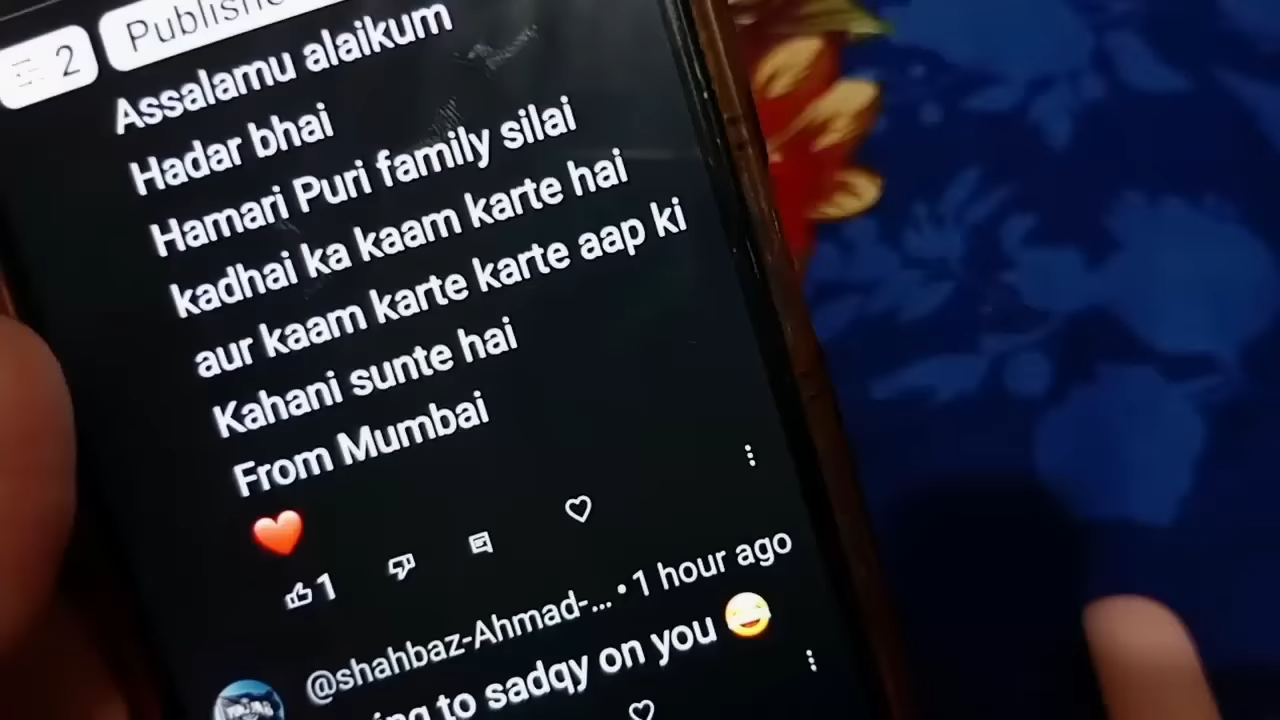 2
Assalamu alaikum
Hadar bhai
Hamari Puri family silai
kadhai ka kaam karte hai
aur kaam karte karte aap ki
Kahani sunte hai
From Mumbai
❤️
1
@shahbaz-Ahmad-... • 1 hour ago
to sadqy on you 😂